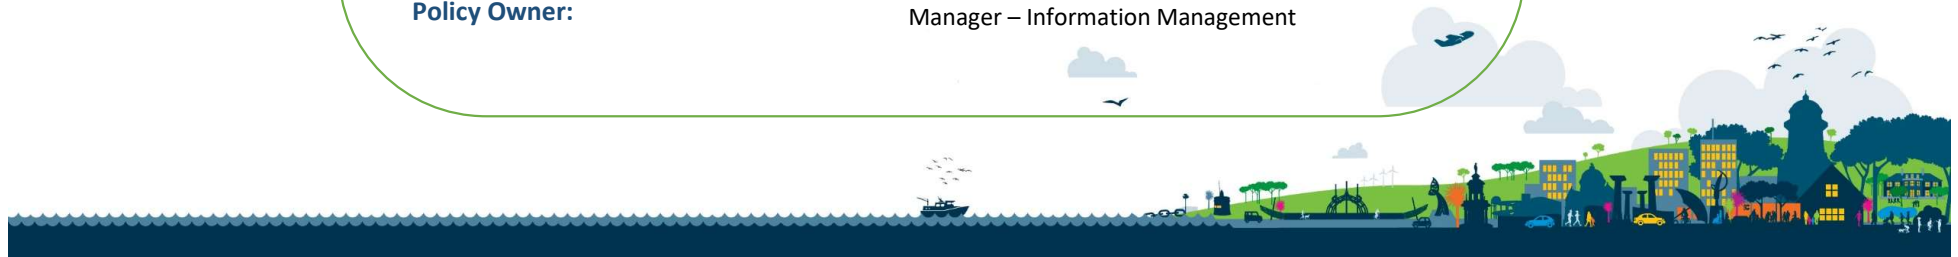 Policy Owner: Manager – Information Management